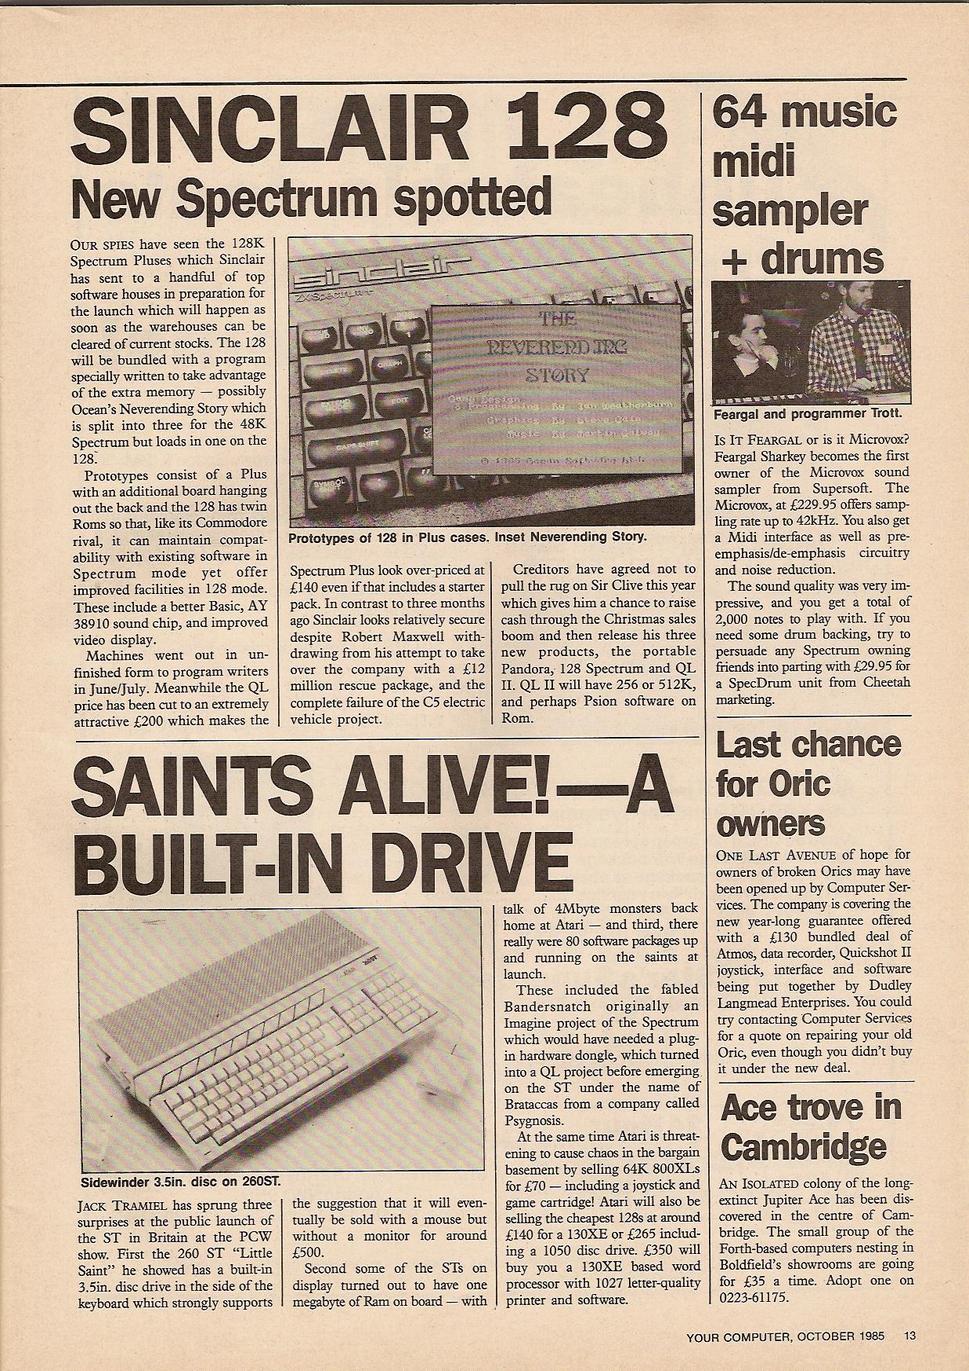 SINCLAIR 128
New Spectrum spotted
OUR SPIES have seen the 128K
Spectrum Pluses which Sinclair
has sent to a handful of top
software houses in preparation for
the launch which will happen as
soon as the warehouses can be
cleared of current stocks. The 128
will be bundled with a program
specially written to take advantage
of the extra memory — possibly
Ocean's Neverending Story which
is split into three for the 48K
Spectrum but loads in one on the
128.
Prototypes consist of a Plus
with an additional board hanging
out the back and the 128 has twin
Roms so that, like its Commodore
rival, it can maintain compat-
ability with existing software in
Spectrum mode yet offer
improved facilities in 128 mode.
These include a better Basic, AY
38910 sound chip, and improved
video display.
Machines went out in un-
finished form to program writers
in June/July. Meanwhile the QL
price has been cut to an extremely
attractive £200 which makes the
sinclair
ZX Spectrum
THE
NEVERENDING
STORY
Game Design
& Programming By Ian Weatherburn
Graphics By
Music By Martin Galway
© 1985 Ocean Software Ltd.
DELETE
GRAPH
EDIT
CAPS SHIFT
SYMBOL
Prototypes of 128 in Plus cases. Inset Neverending Story.
Spectrum Plus look over-priced at
£140 even if that includes a starter
pack. In contrast to three months
ago Sinclair looks relatively secure
despite Robert Maxwell with-
drawing from his attempt to take
over the company with a £12
million rescue package, and the
complete failure of the C5 electric
vehicle project.
Creditors have agreed not to
pull the rug on Sir Clive this year
which gives him a chance to raise
cash through the Christmas sales
boom and then release his three
new products, the portable
Pandora, 128 Spectrum and QL
II. QL II will have 256 or 512K,
and perhaps Psion software on
Rom.
64 music
midi
sampler
+ drums
Feargal and programmer Trott.
IS IT FEARGAL or is it Microvox?
Feargal Sharkey becomes the first
owner of the Microvox sound
sampler from Supersoft. The
Microvox, at £229.95 offers samp-
ling rate up to 42kHz. You also get
a Midi interface as well as pre-
emphasis/de-emphasis circuitry
and noise reduction.
The sound quality was very im-
pressive, and you get a total of
2,000 notes to play with. If you
need some drum backing, try to
persuade any Spectrum owning
friends into parting with £29.95 for
a SpecDrum unit from Cheetah
marketing.
SAINTS ALIVE!—A
BUILT-IN DRIVE
Sidewinder 3.5in. disc on 260ST.
JACK TRAMIEL has sprung three
surprises at the public launch of
the ST in Britain at the PCW
show. First the 260 ST "Little
Saint" he showed has a built-in
3.5in. disc drive in the side of the
keyboard which strongly supports
the suggestion that it will even-
tually be sold with a mouse but
without a monitor for around
£500.
Second some of the STs on
display turned out to have one
megabyte of Ram on board — with
talk of 4Mbyte monsters back
home at Atari — and third, there
really were 80 software packages up
and running on the saints at
launch.
These included the fabled
Bandersnatch originally an
Imagine project of the Spectrum
which would have needed a plug-
in hardware dongle, which turned
into a QL project before emerging
on the ST under the name of
Brataccas from a company called
Psygnosis.
At the same time Atari is threat-
ening to cause chaos in the bargain
basement by selling 64K 800XLs
for £70 — including a joystick and
game cartridge! Atari will also be
selling the cheapest 128s at around
£140 for a 130XE or £265 includ-
ing a 1050 disc drive. £350 will
buy you a 130XE based word
processor with 1027 letter-quality
printer and software.
Last chance
for Oric
owners
ONE LAST AVENUE of hope for
owners of broken Orics may have
been opened up by Computer Ser-
vices. The company is covering the
new year-long guarantee offered
with a £130 bundled deal of
Atmos, data recorder, Quickshot II
joystick, interface and software
being put together by Dudley
Langmead Enterprises. You could
try contacting Computer Services
for a quote on repairing your old
Oric, even though you didn't buy
it under the new deal.
Ace trove in
Cambridge
AN ISOLATED colony of the long-
extinct Jupiter Ace has been dis-
covered in the centre of Cam-
bridge. The small group of the
Forth-based computers nesting in
Boldfield's showrooms are going
for £35 a time. Adopt one on
0223-61175.
YOUR COMPUTER, OCTOBER 1985 13